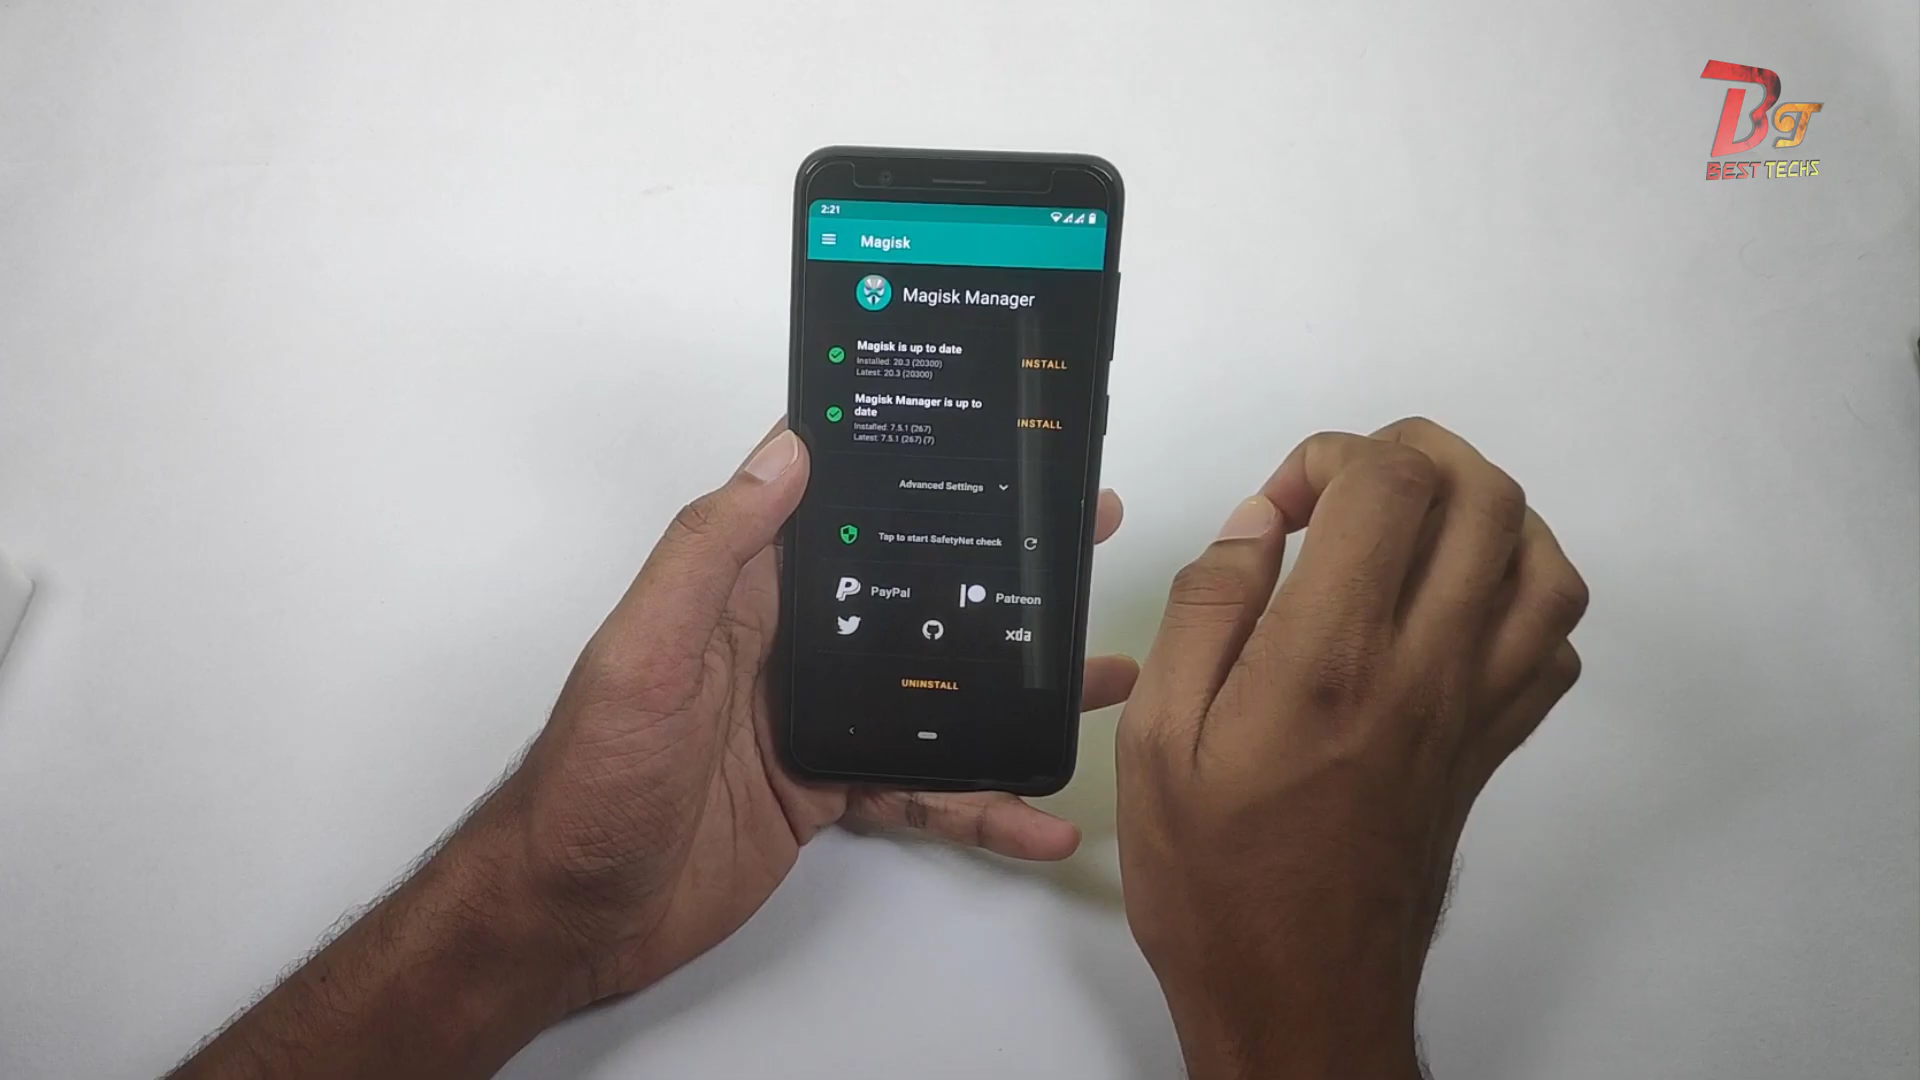 BEST TECHS
2:21
Magisk
Magisk Manager
Magisk is up to date
Installed: 20.3 (20300)
Latest: 20.3 (20300)
INSTALL
Magisk Manager is up to
date
Installed: 7.5.1 (267)
Latest: 7.5.1 (267) (7)
INSTALL
Advanced Settings
Tap to start SafetyNet check
PayPal
Patreon
xda
UNINSTALL